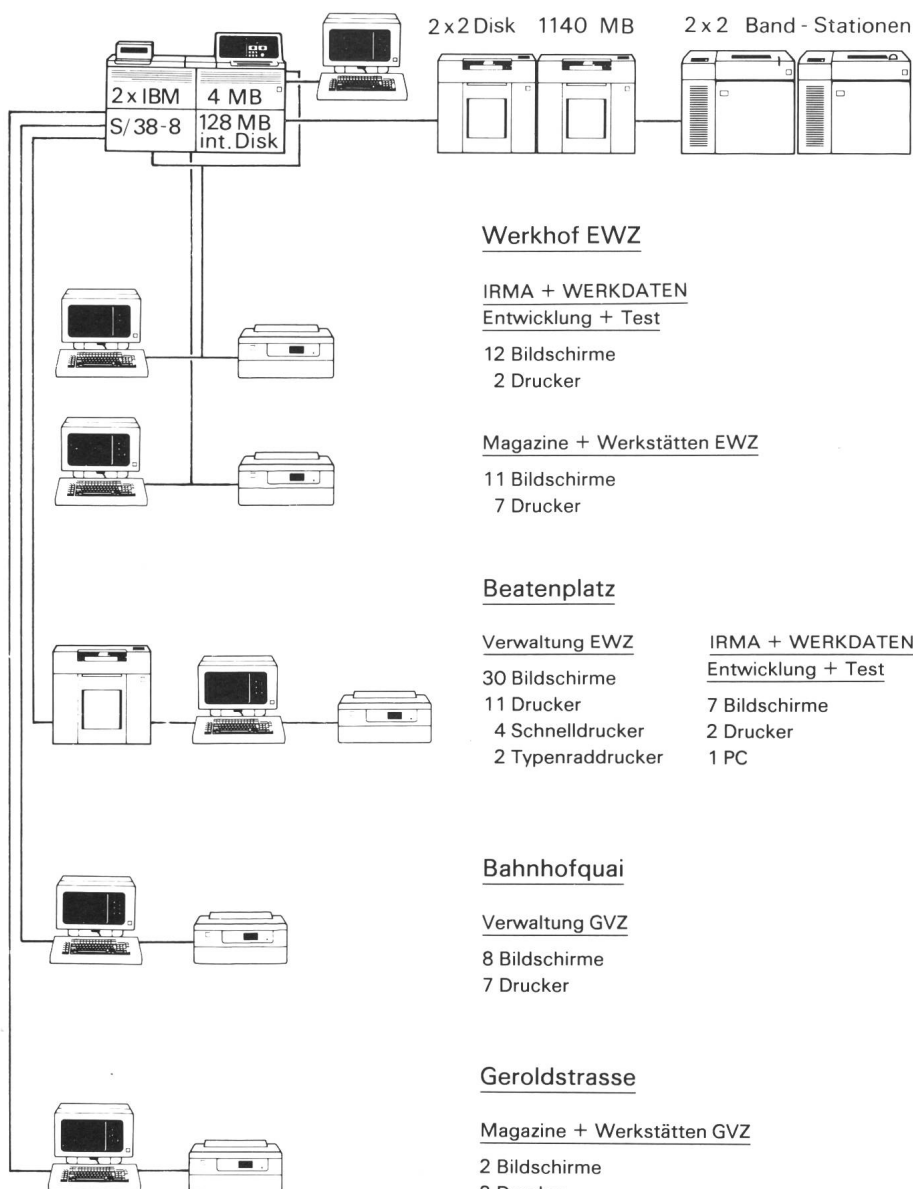 2 x 2 Disk 1140 MB
2 x 2 Band - Stationen
2 x IBM
4 MB
S/38-8
128 MB
int. Disk
Werkhof EWZ
IRMA + WERKDATEN
Entwicklung + Test
12 Bildschirme
2 Drucker
Magazine + Werkstätten EWZ
11 Bildschirme
7 Drucker
Beatenplatz
Verwaltung EWZ
30 Bildschirme
11 Drucker
4 Schnelldrucker
2 Typenraddrucker
IRMA + WERKDATEN
Entwicklung + Test
7 Bildschirme
2 Drucker
1 PC
Bahnhofquai
Verwaltung GVZ
8 Bildschirme
7 Drucker
Geroldstrasse
Magazine + Werkstätten GVZ
2 Bildschirme
Drucker